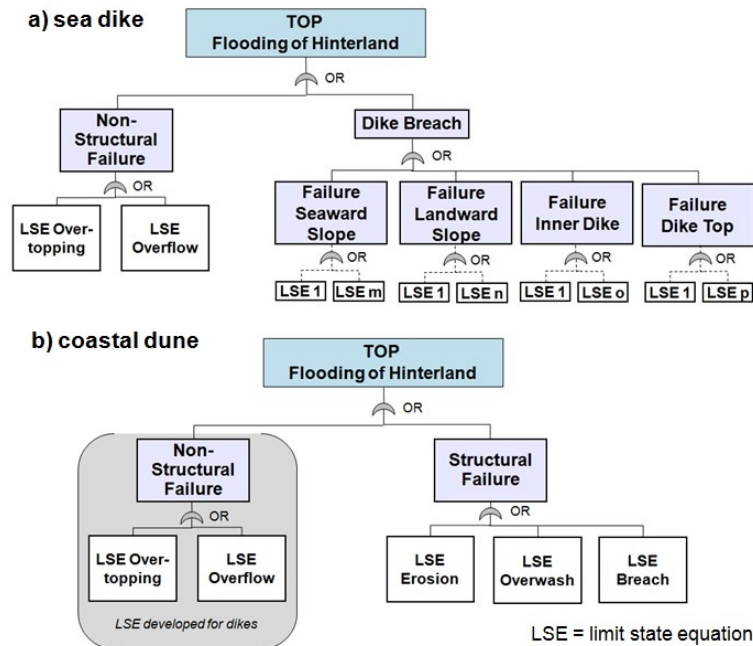 a) sea dike
TOP
Flooding of Hinterland
OR
Non-
Structural
Failure
Dike Breach
OR
OR
LSE Over-
topping
LSE
Overflow
Failure
Seaward
Slope
Failure
Landward
Slope
Failure
Inner Dike
Failure
Dike Top
OR
OR
OR
OR
LSE 1
LSE m
LSE 1
LSE n
LSE 1
LSE o
LSE 1
LSE p
b) coastal dune
TOP
Flooding of Hinterland
OR
Non-
Structural
Failure
Structural
Failure
OR
OR
LSE Over-
topping
LSE
Overflow
LSE
Erosion
LSE
Overwash
LSE
Breach
LSE developed for dikes
LSE = limit state equation